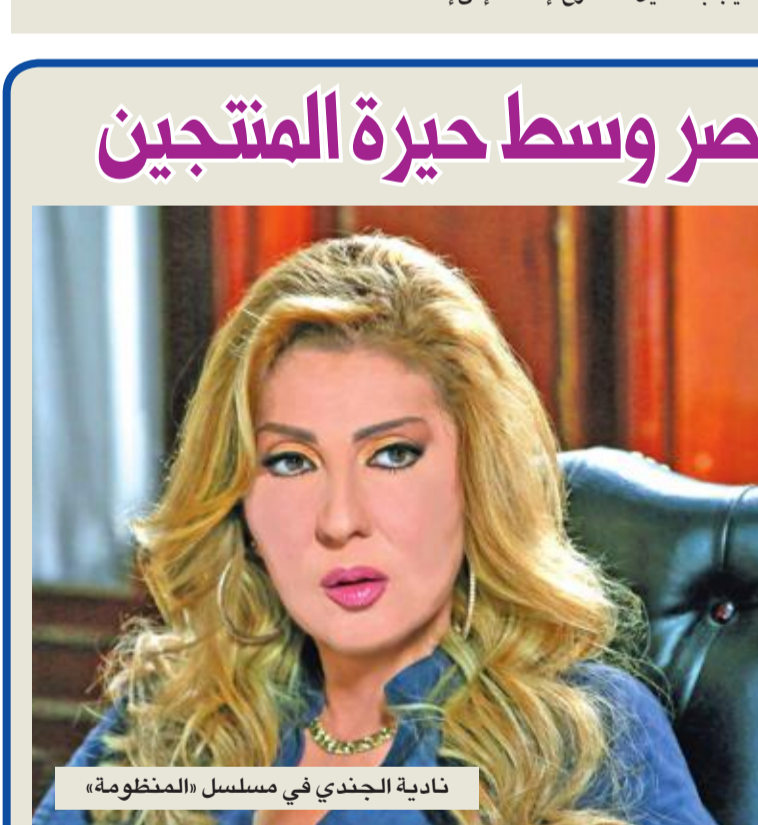 صر وسط حيرة المنتجين
نادية الجندي في مسلسل «المنظومة»